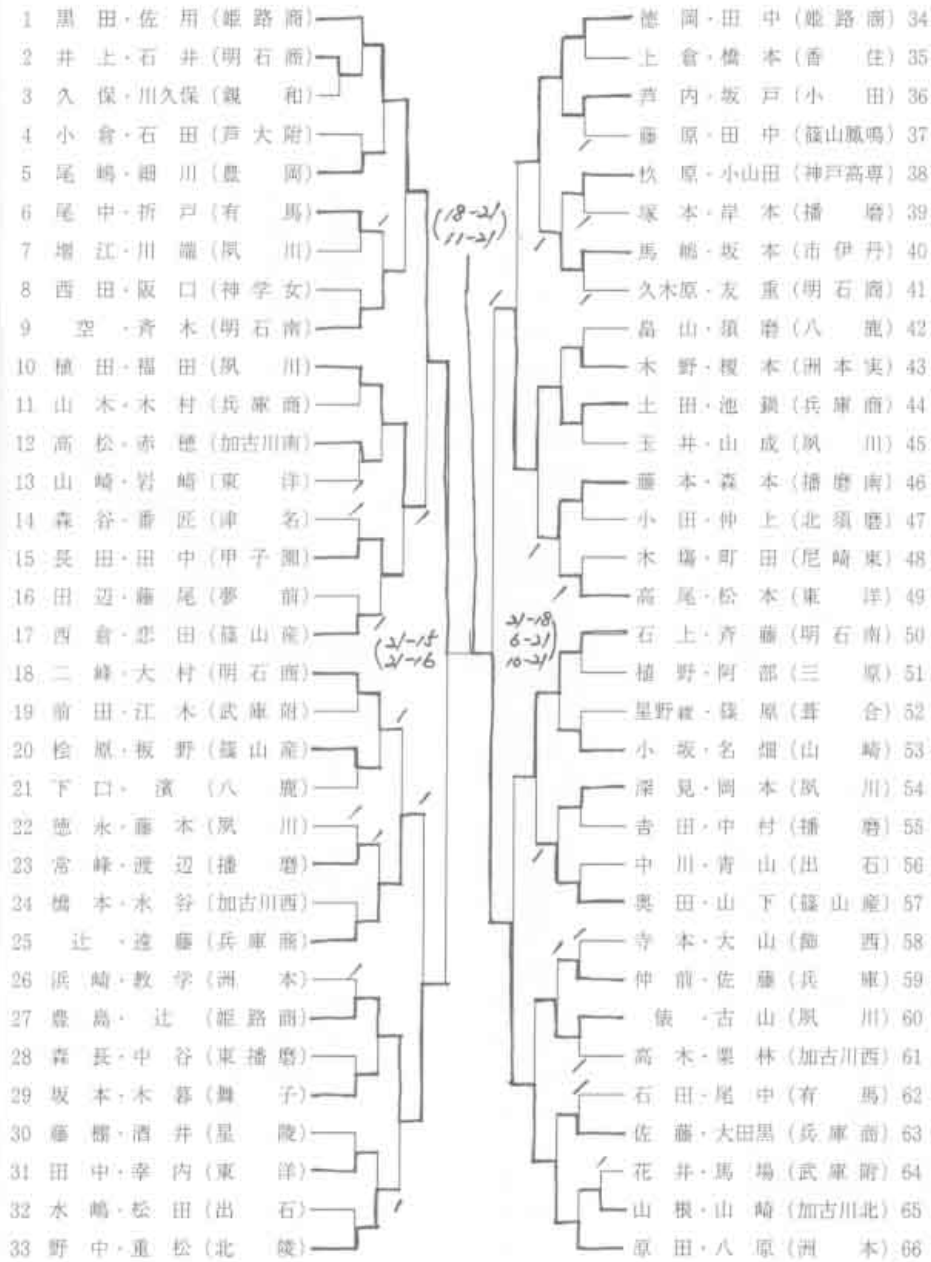 1 黒田・佐用(姫路商)
2 井上・石井(明石商)
3 久保・川久保(親和)
4 小倉・石田(芦大附)
5 尾嶋・細川(豊岡)
6 尾中・折戸(有馬)
7 増江・川端(夙川)
8 西田・阪口(神学女)
9 空・斉木(明石南)
10 植田・福田(夙川)
11 山木・木村(兵庫商)
12 高松・赤穂(加古川南)
13 山崎・岩崎(東洋)
14 森谷・番匠(津名)
15 長田・田中(甲子園)
16 田辺・藤尾(夢前)
17 西倉・恋田(篠山産)
18 二峰・大村(明石商)
19 前田・江木(武庫附)
20 桧原・板野(篠山産)
21 下口・濱(八鹿)
22 徳永・藤本(夙川)
23 常峰・渡辺(播磨)
24 橋本・水谷(加古川西)
25 辻・遠藤(兵庫商)
26 浜崎・教学(洲本)
27 豊島・辻(姫路商)
28 森長・中谷(東播磨)
29 坂本・木暮(舞子)
30 藤棚・酒井(星陵)
31 田中・幸内(東洋)
32 水嶋・松田(出石)
33 野中・重松(北陵)
(18-21
11-21)
(21-15
21-16
21-18
6-21
10-21)
徳岡・田中(姫路商)34
上倉・橋本(香住)35
芦内・坂戸(小田)36
藤原・田中(篠山鳳鳴)37
杦原・小山田(神戸高専)38
塚本・岸本(播磨)39
馬嶋・坂本(市伊丹)40
久木原・友重(明石商)41
畠山・須磨(八鹿)42
木野・榎本(洲本実)43
土田・池鎮(兵庫商)44
玉井・山成(夙川)45
藤本・森本(播磨南)46
小田・仲上(北須磨)47
木場・町田(尼崎東)48
高尾・松本(東洋)49
石上・斉藤(明石南)50
植野・阿部(三原)51
星野・篠原(葺合)52
小坂・名畑(山崎)53
深見・岡本(夙川)54
吉田・中村(播磨)55
中川・青山(出石)56
奥田・山下(篠山産)57
寺本・大山(飾西)58
仲前・佐藤(兵庫)59
俵・古山(夙川)60
高木・栗林(加古川西)61
石田・尾中(有馬)62
佐藤・大田黒(兵庫商)63
花井・馬場(武庫附)64
山根・山崎(加古川北)65
原田・八原(洲本)66